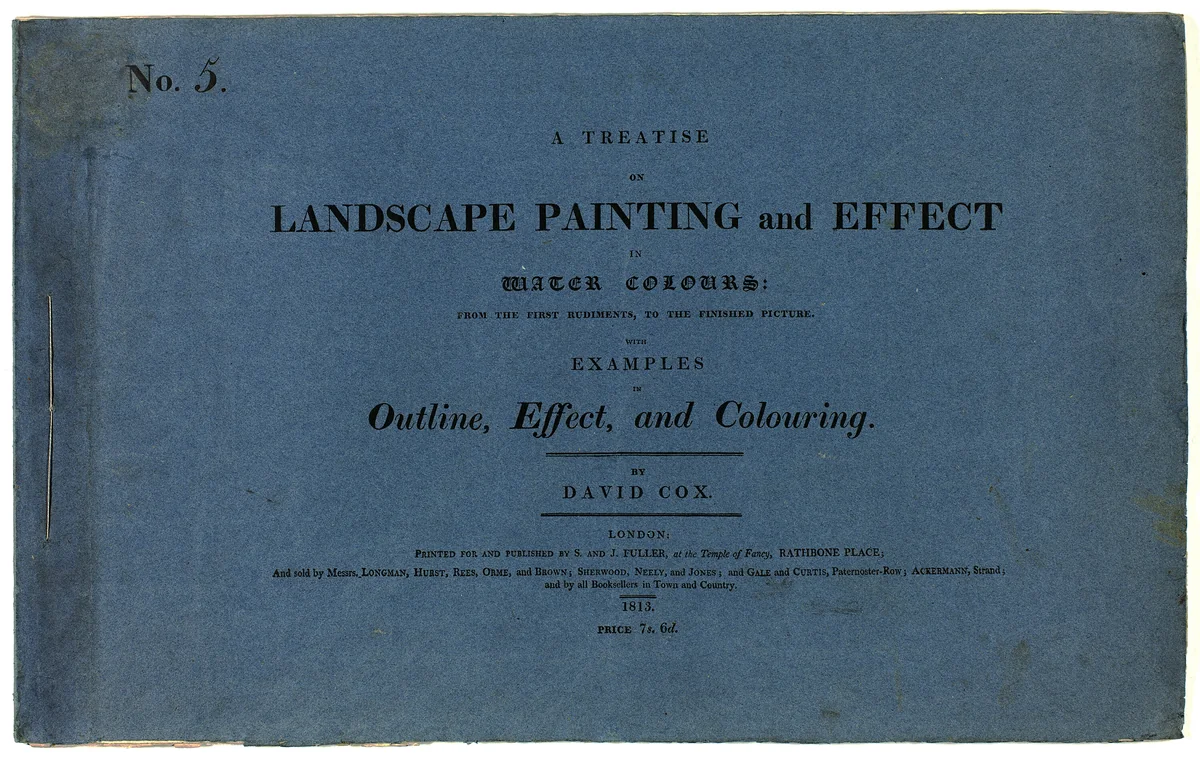 No. 5.
A TREATISE
ON
LANDSCAPE PAINTING and EFFECT
IN
WATER COLOURS:
FROM THE FIRST RUDIMENTS, TO THE FINISHED PICTURE.
WITH
EXAMPLES
IN
Outline, Effect, and Colouring.
BY
DAVID COX.
LONDON:
PRINTED FOR AND PUBLISHED BY S. AND J. FULLER, at the Temple of Fancy, RATHBONE PLACE;
And sold by Messrs. LONGMAN, HURST, REES, ORME, and BROWN; SHERWOOD, NEELY, and JONES; and GALE and CURTIS, Paternoster-Row; ACKERMANN, Strand;
and by all Booksellers in Town and Country.
1813.
PRICE 7s. 6d.